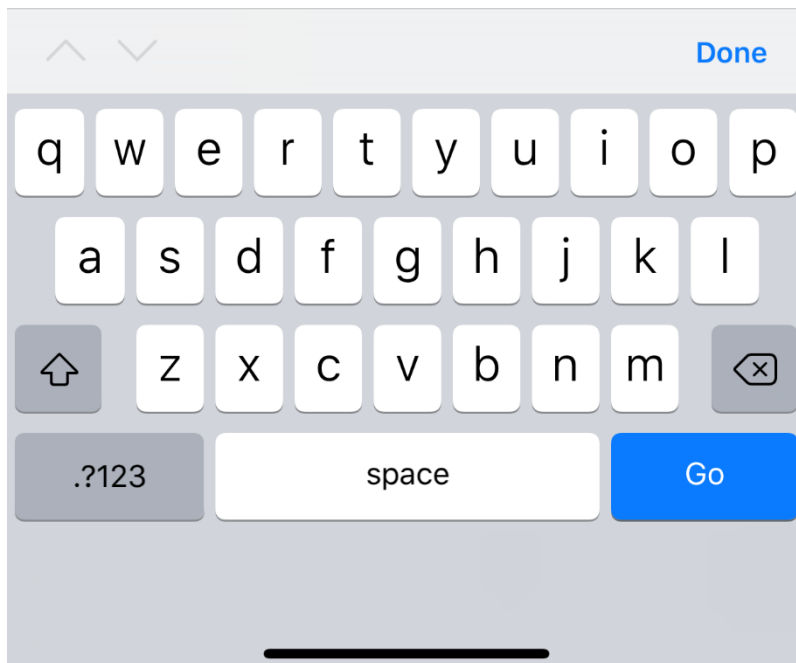 Done
q w e r t y u i o p
a s d f g h j k l
z x c v b n m
.?123 space Go